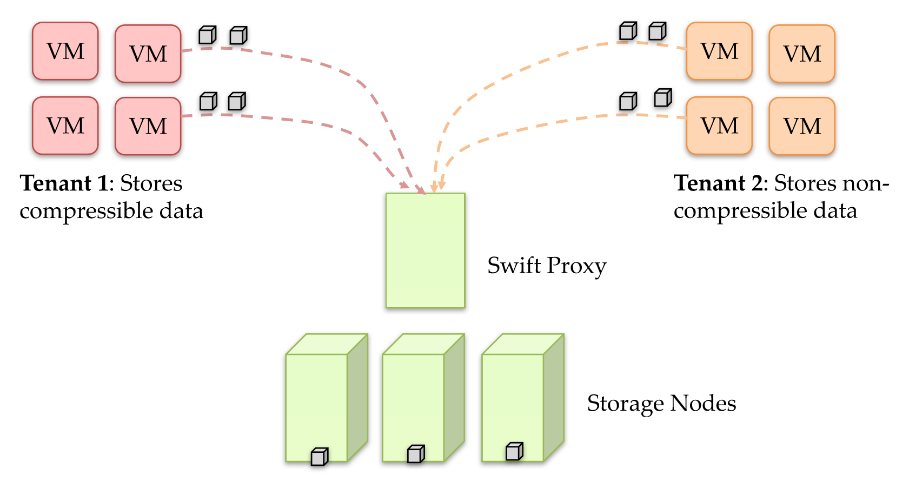 VM
VM
VM
VM
Tenant 1: Stores
compressible data
VM
VM
VM
VM
Tenant 2: Stores non-
compressible data
Swift Proxy
Storage Nodes